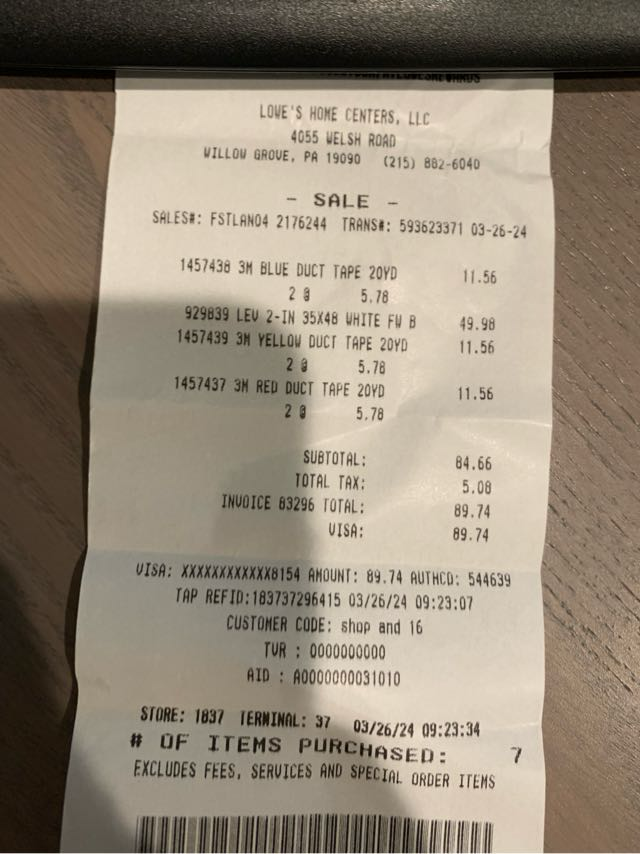 LOWE'S HOME CENTERS, LLC
4055 WELSH ROAD
WILLOW GROVE, PA 19090 (215) 882-6040
- SALE -
SALES#: FSTLAN04 2176244 TRANS#: 593623371 03-26-24
1457438 3M BLUE DUCT TAPE 20YD 11.56
2 @ 5.78
929839 LEV 2-IN 35X48 WHITE FW B 49.98
1457439 3M YELLOW DUCT TAPE 20YD 11.56
2 @ 5.78
1457437 3M RED DUCT TAPE 20YD 11.56
2 @ 5.78
SUBTOTAL: 84.66
TOTAL TAX: 5.08
INVOICE 83296 TOTAL: 89.74
VISA: 89.74
VISA: XXXXXXXXXXXX8154 AMOUNT: 89.74 AUTHCD: 544639
TAP REFID:183737296415 03/26/24 09:23:07
CUSTOMER CODE: shop and 16
TVR : 0000000000
AID : A0000000031010
STORE: 1837 TERMINAL: 37 03/26/24 09:23:34
# OF ITEMS PURCHASED: 7
EXCLUDES FEES, SERVICES AND SPECIAL ORDER ITEMS